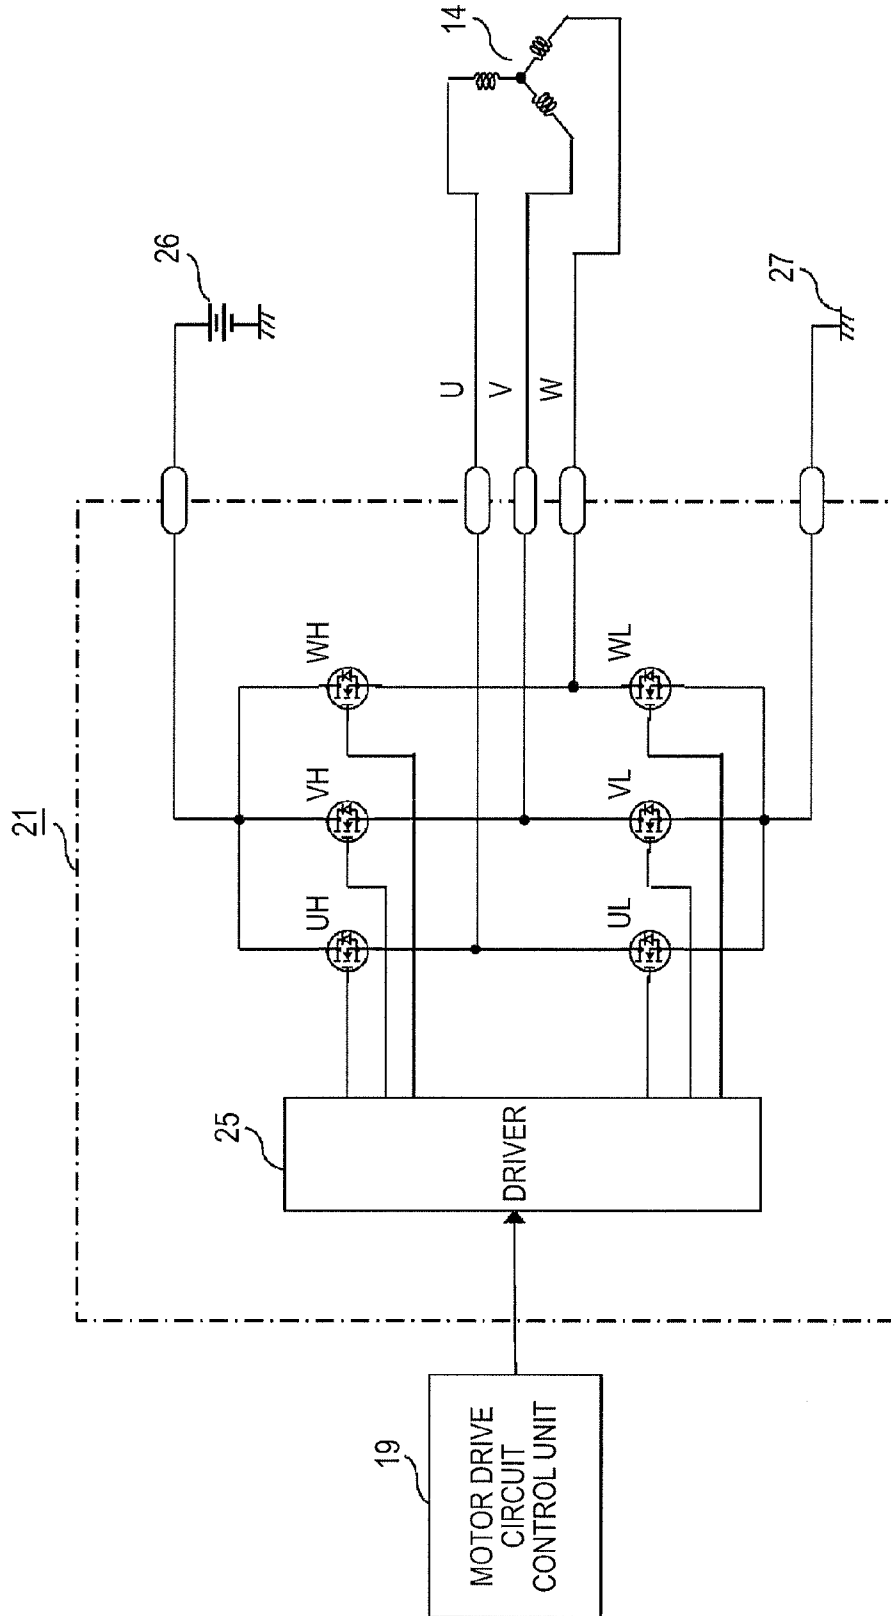 21
19
MOTOR DRIVE
CIRCUIT
CONTROL UNIT
25
DRIVER
UH
VH
WH
UL
VL
WL
26
U
V
W
27
14